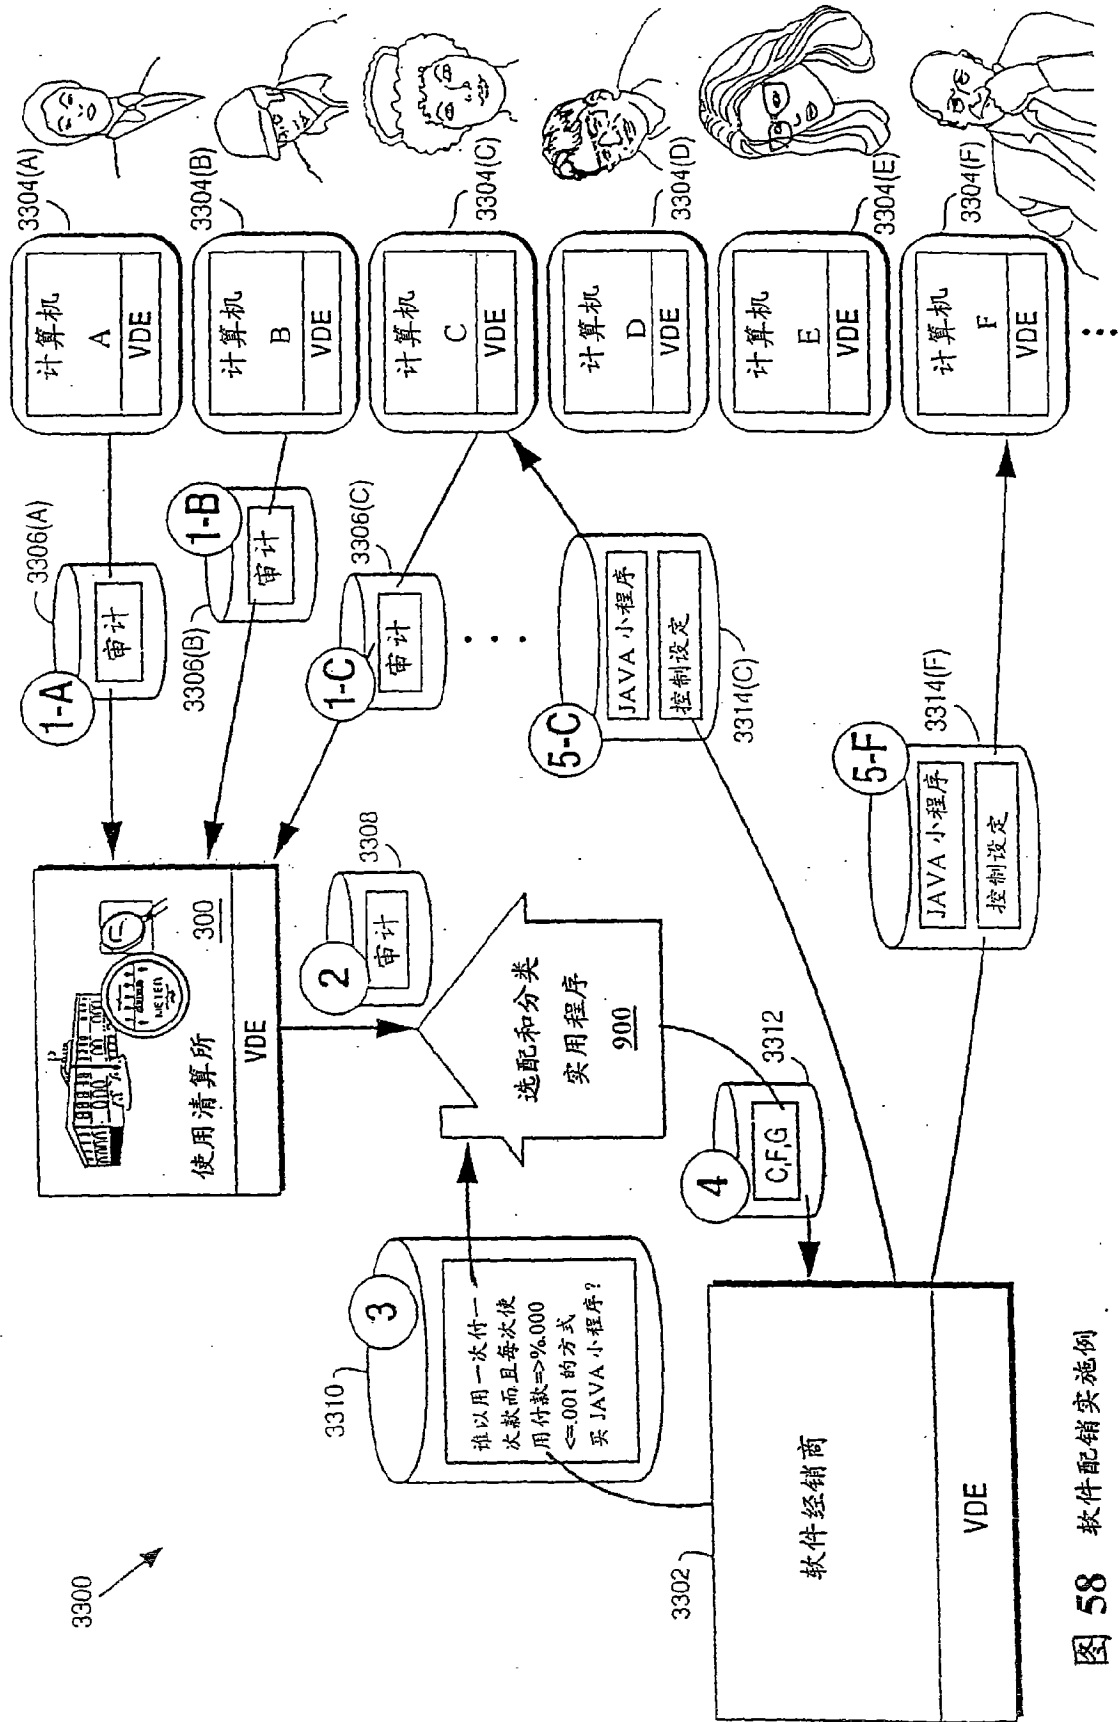 3300
使用清算所
300
VDE
METER
1-A
审计
3306(A)
1-B
审计
3306(B)
1-C
审计
3306(C)
计算机
A
VDE
3304(A)
计算机
B
VDE
3304(B)
计算机
C
VDE
3304(C)
计算机
D
VDE
3304(D)
计算机
E
VDE
3304(E)
计算机
F
VDE
3304(F)
2
审计
3308
3310
3
谁以用一次付一
次款而且每次使
用付款=>%.000
<=.001 的方式
买 JAVA 小程序?
选配和分类
实用程序
900
4
C,F,G
3312
5-C
JAVA 小程序
控制设定
3314(C)
5-F
JAVA 小程序
控制设定
3314(F)
3302
软件经销商
VDE
图 58 软件配销实施例